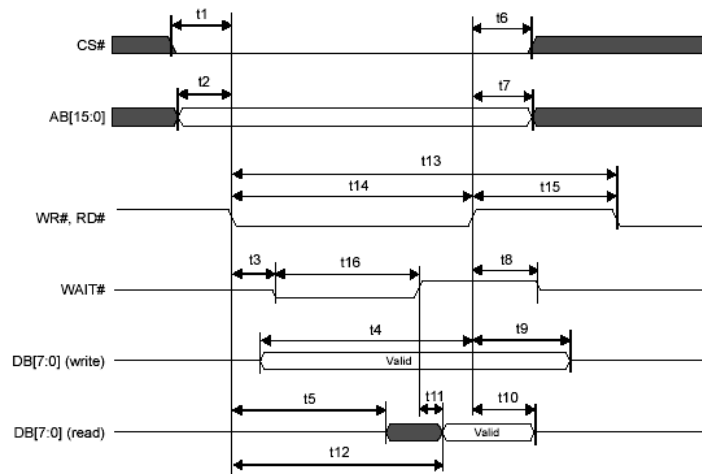 t1
t6
CS#
t2
t7
AB[15:0]
t13
t14
t15
WR#, RD#
t3
t16
t8
WAIT#
t4
t9
DB[7:0] (write)
Valid
t5
t11
t10
DB[7:0] (read)
Valid
t12